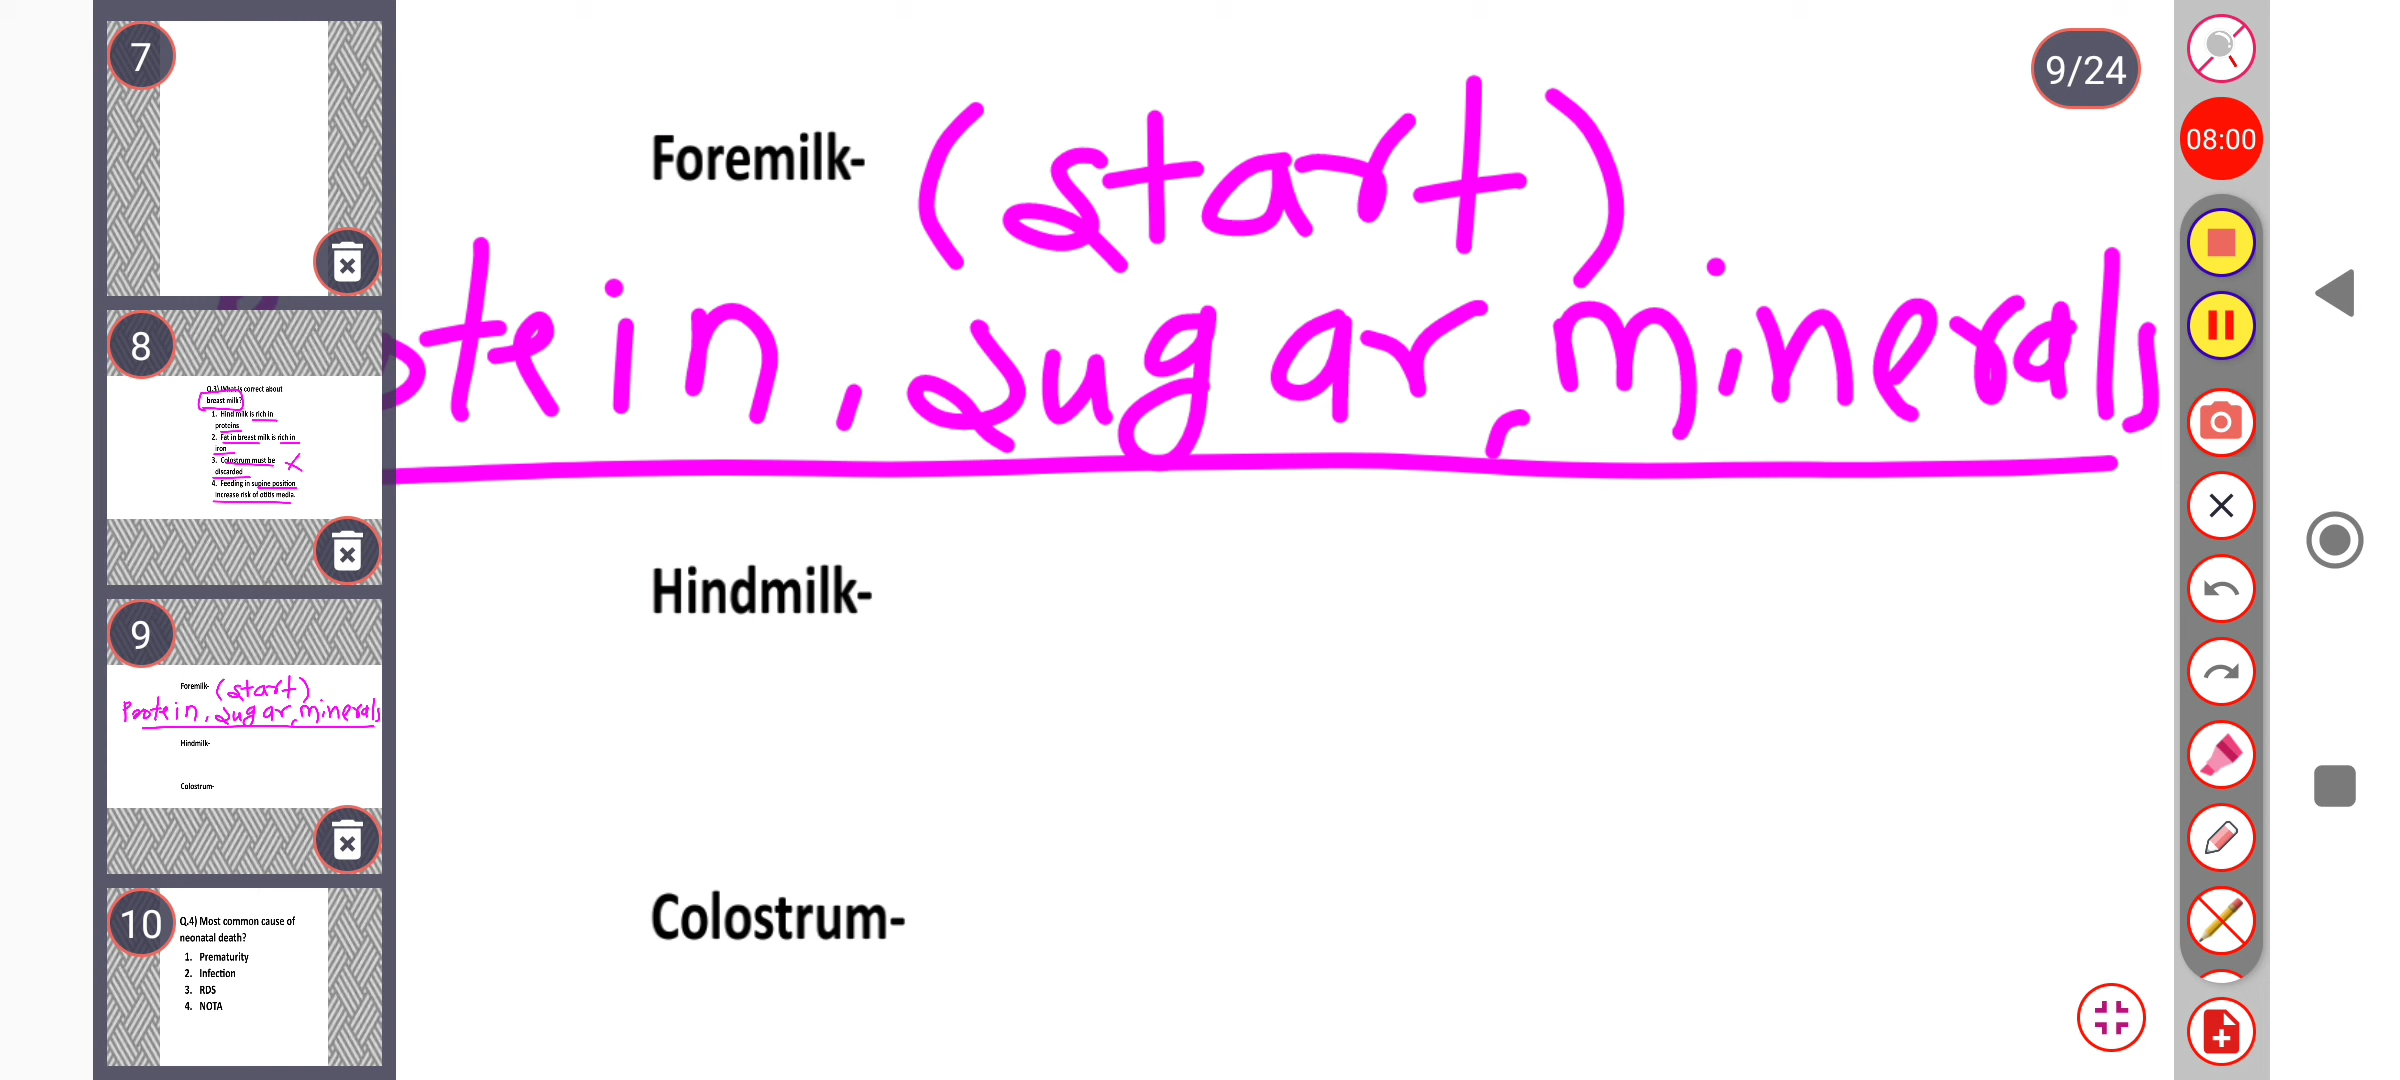 7
8
Q.3) What is correct about
breast milk?
1. Hind milk is rich in
proteins
2. Fat in breast milk is rich in
iron
3. Colostrum must be
discarded
4. Feeding in supine position
increase risk of otitis media.
9
Foremilk- (start)
Protein, sugar, minerals
Hindmilk-
Colostrum-
10
Q.4) Most common cause of
neonatal death?
1. Prematurity
2. Infection
3. RDS
4. NOTA
Foremilk- (start)
otein, sugar, minerals
Hindmilk-
Colostrum-
9/24
08:00